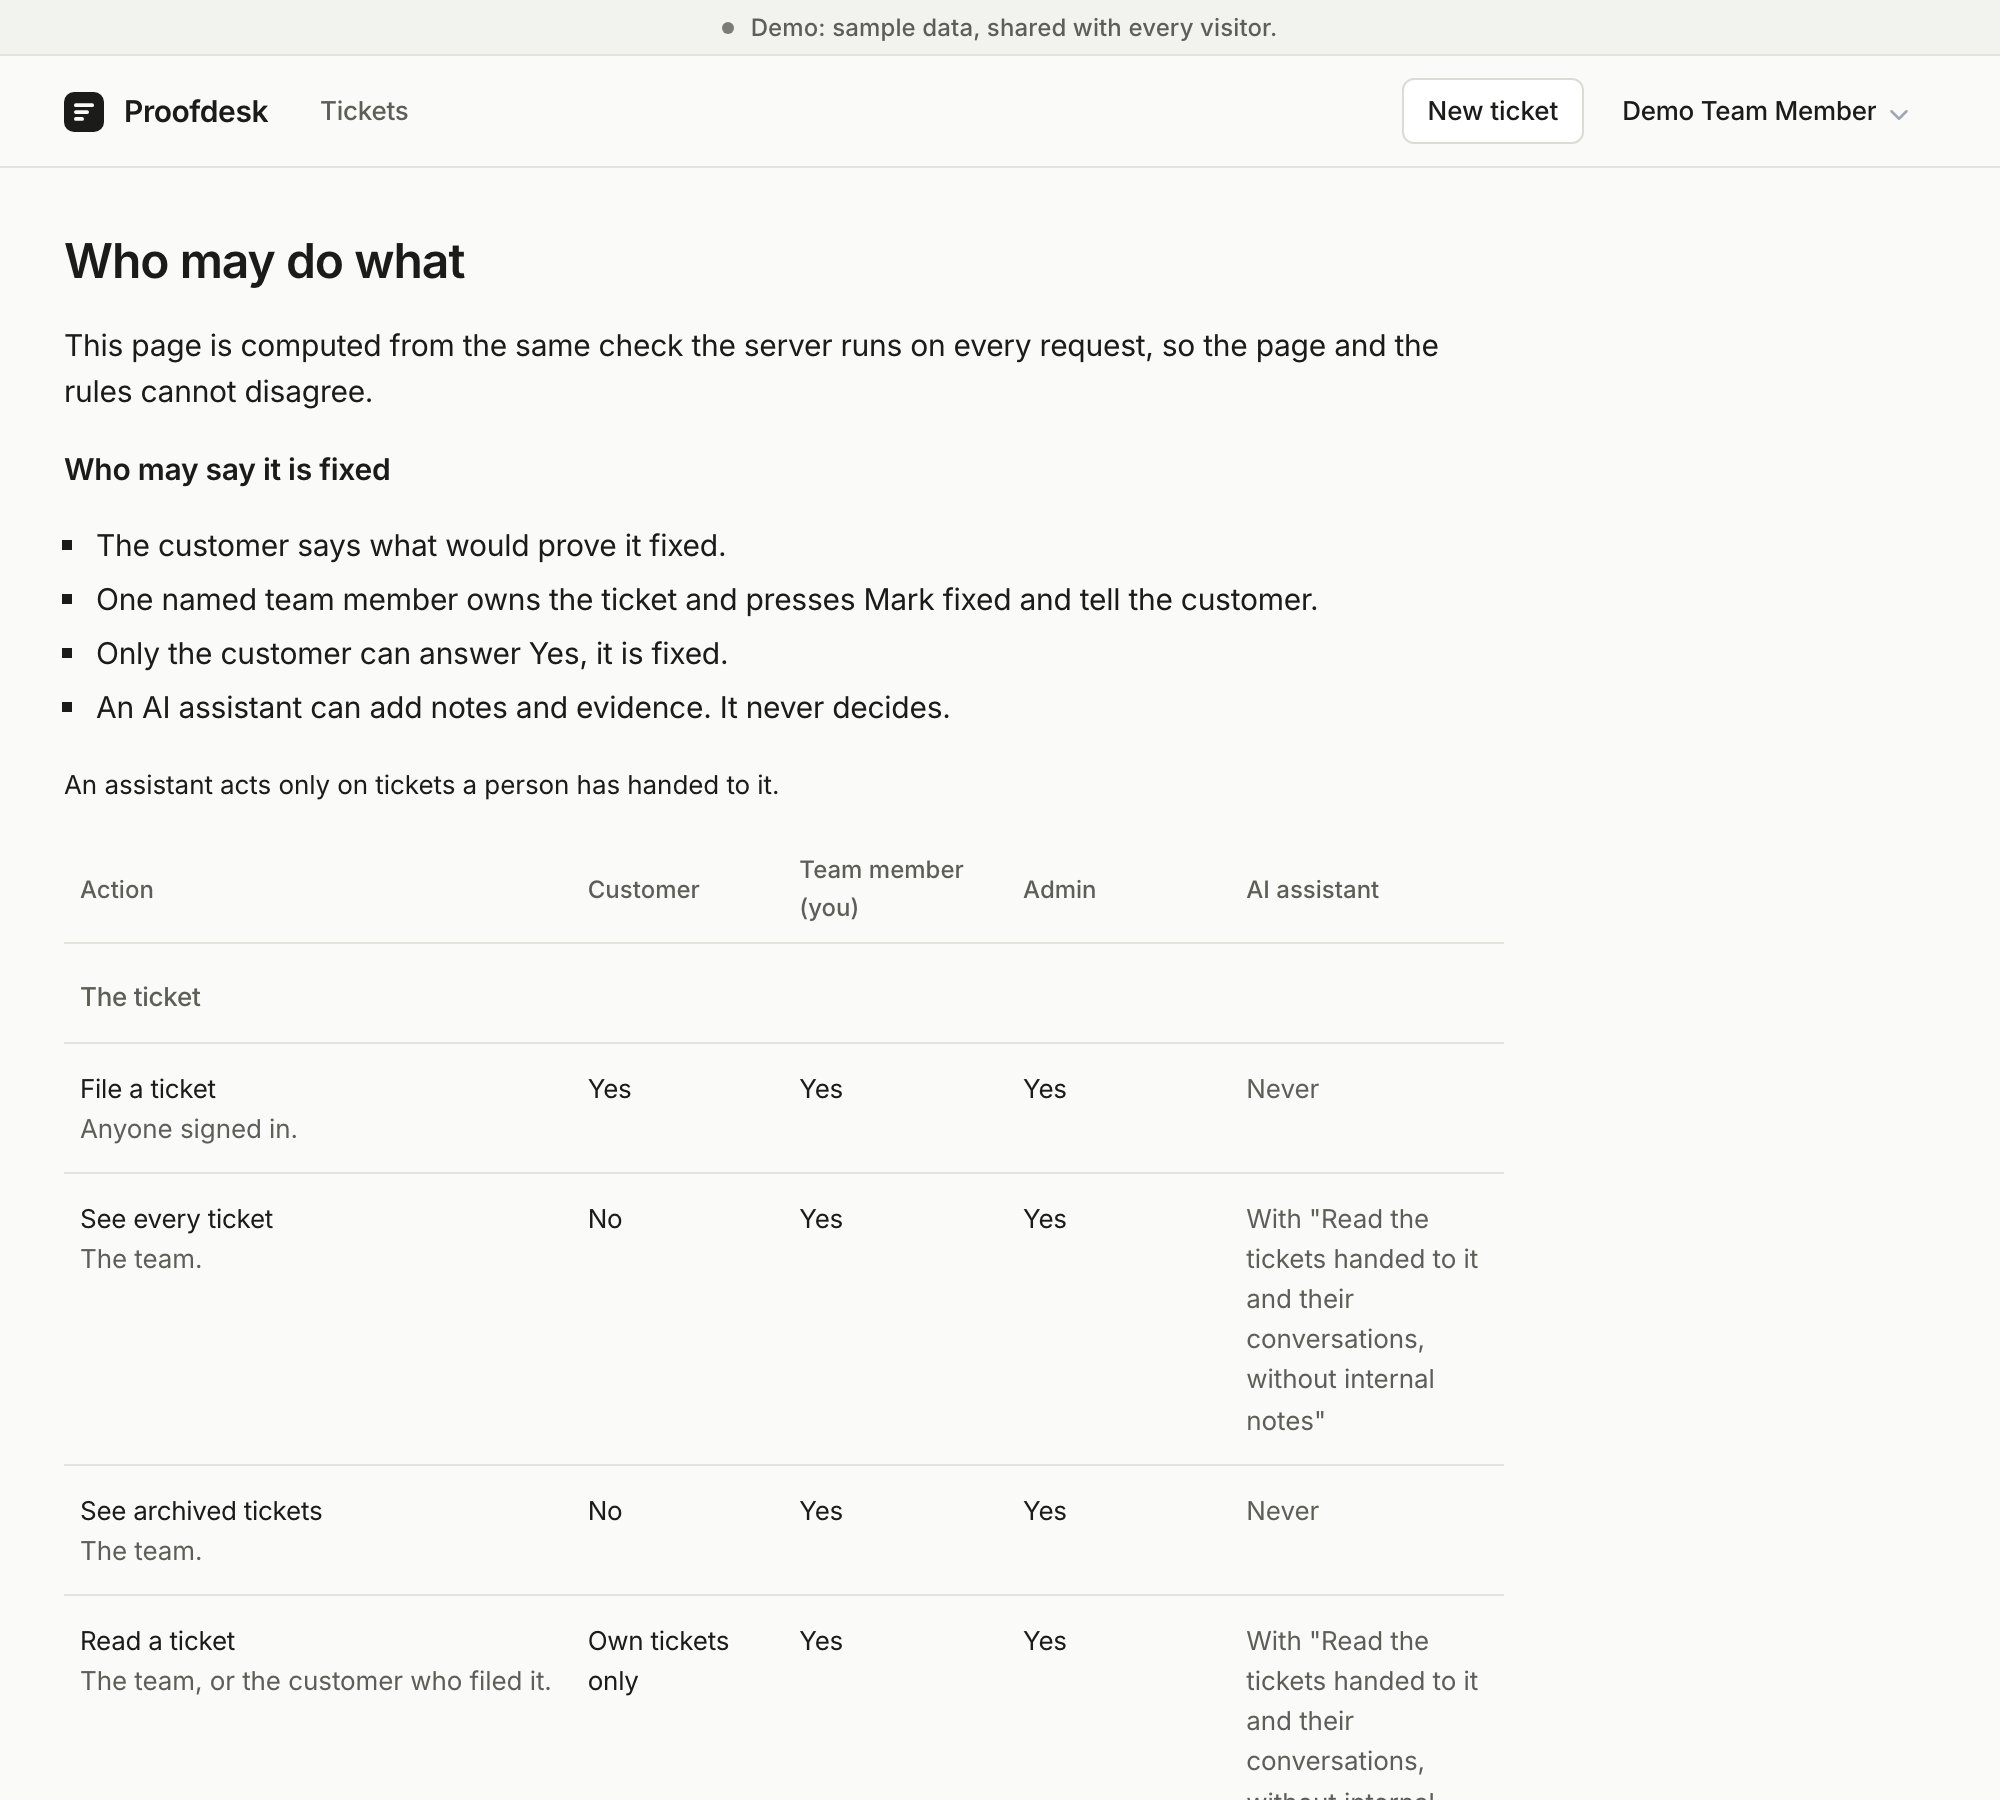 Demo: sample data, shared with every visitor.
Proofdesk
Tickets
New ticket
Demo Team Member
Who may do what
This page is computed from the same check the server runs on every request, so the page and the
rules cannot disagree.
Who may say it is fixed
The customer says what would prove it fixed.
One named team member owns the ticket and presses Mark fixed and tell the customer.
Only the customer can answer Yes, it is fixed.
An AI assistant can add notes and evidence. It never decides.
An assistant acts only on tickets a person has handed to it.
Action
Customer
Team member
(you)
Admin
AI assistant
The ticket
File a ticket
Anyone signed in.
Yes
Yes
Yes
Never
See every ticket
The team.
No
Yes
Yes
With "Read the
tickets handed to it
and their
conversations,
without internal
notes"
See archived tickets
The team.
No
Yes
Yes
Never
Read a ticket
The team, or the customer who filed it.
Own tickets
only
Yes
Yes
With "Read the
tickets handed to it
and their
conversations,
without internal